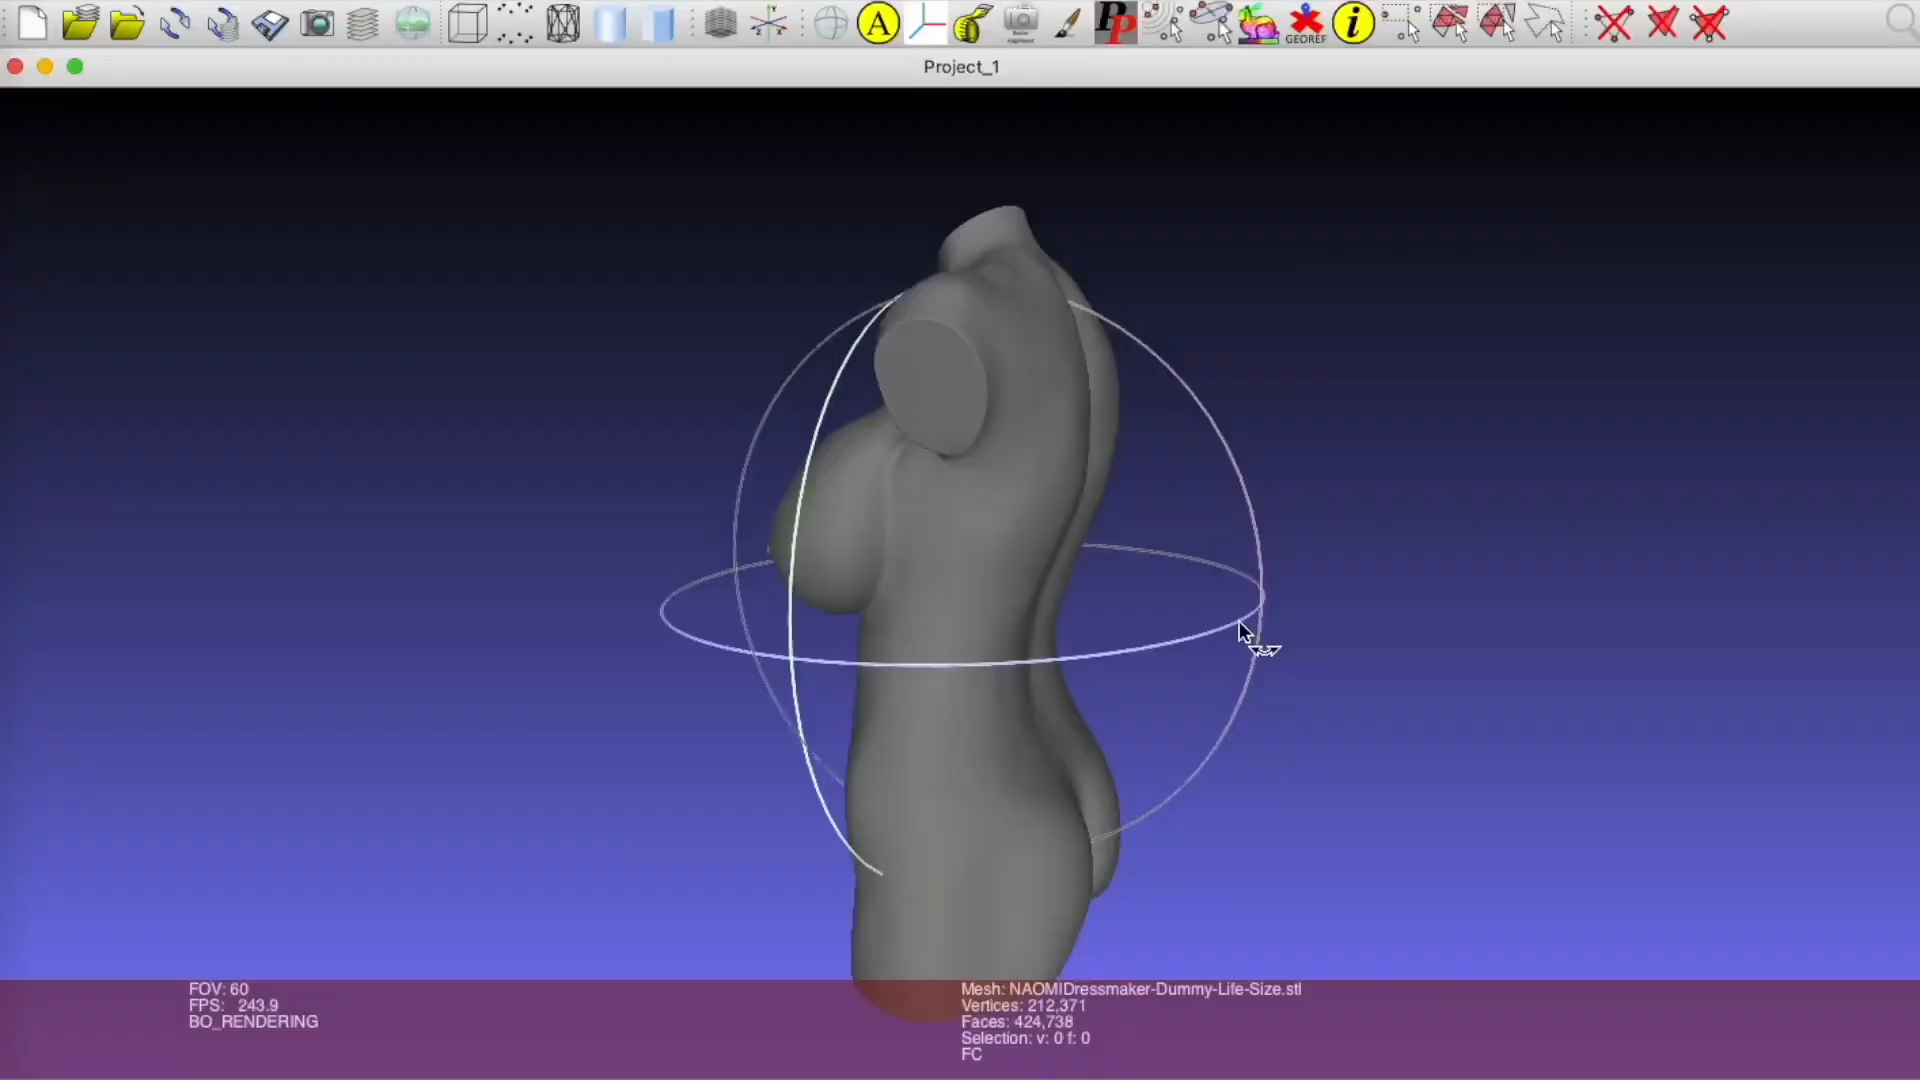 A
Pp
GEOREF
i
Project_1
FOV: 60
FPS: 243.9
BO_RENDERING
Mesh: NAOMIDressmaker-Dummy-Life-Size.stl
Vertices: 212,371
Faces: 424,738
Selection: v: 0 f: 0
FC